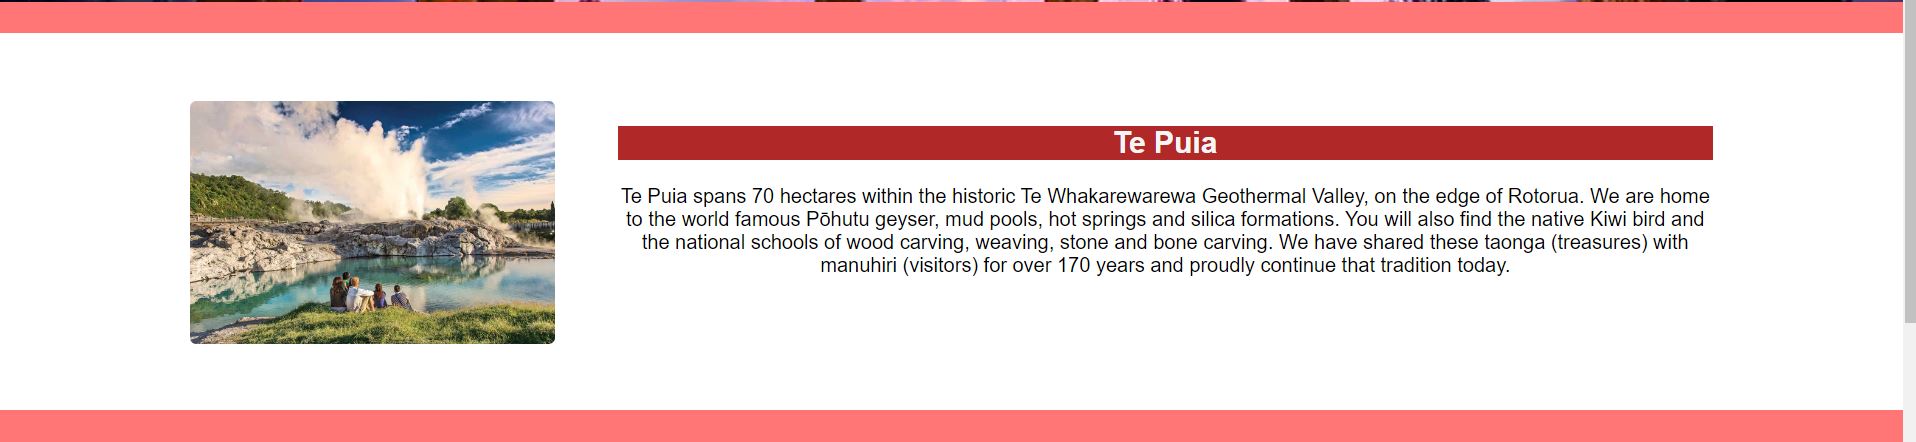 Te Puia
Te Puia spans 70 hectares within the historic Te Whakarewarewa Geothermal Valley, on the edge of Rotorua. We are home
to the world famous Pōhutu geyser, mud pools, hot springs and silica formations. You will also find the native Kiwi bird and
the national schools of wood carving, weaving, stone and bone carving. We have shared these taonga (treasures) with
manuhiri (visitors) for over 170 years and proudly continue that tradition today.